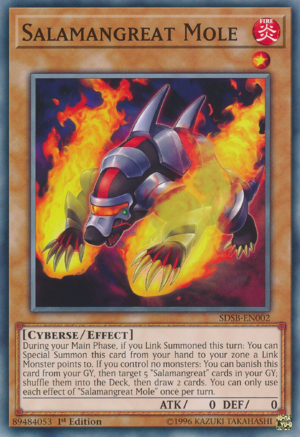 Salamangreat Mole
FIRE
炎
SDSB-EN002
[Cyberse/Effect]
During your Main Phase, if you Link Summoned this turn: You can
Special Summon this card from your hand to your zone a Link
Monster points to. If you control no monsters: You can banish this
card from your GY, then target 5 "Salamangreat" cards in your GY;
shuffle them into the Deck, then draw 2 cards. You can only use
each effect of "Salamangreat Mole" once per turn.
ATK/ 0 DEF/ 0
89484053 1st Edition ©1996 KAZUKI TAKAHASHI